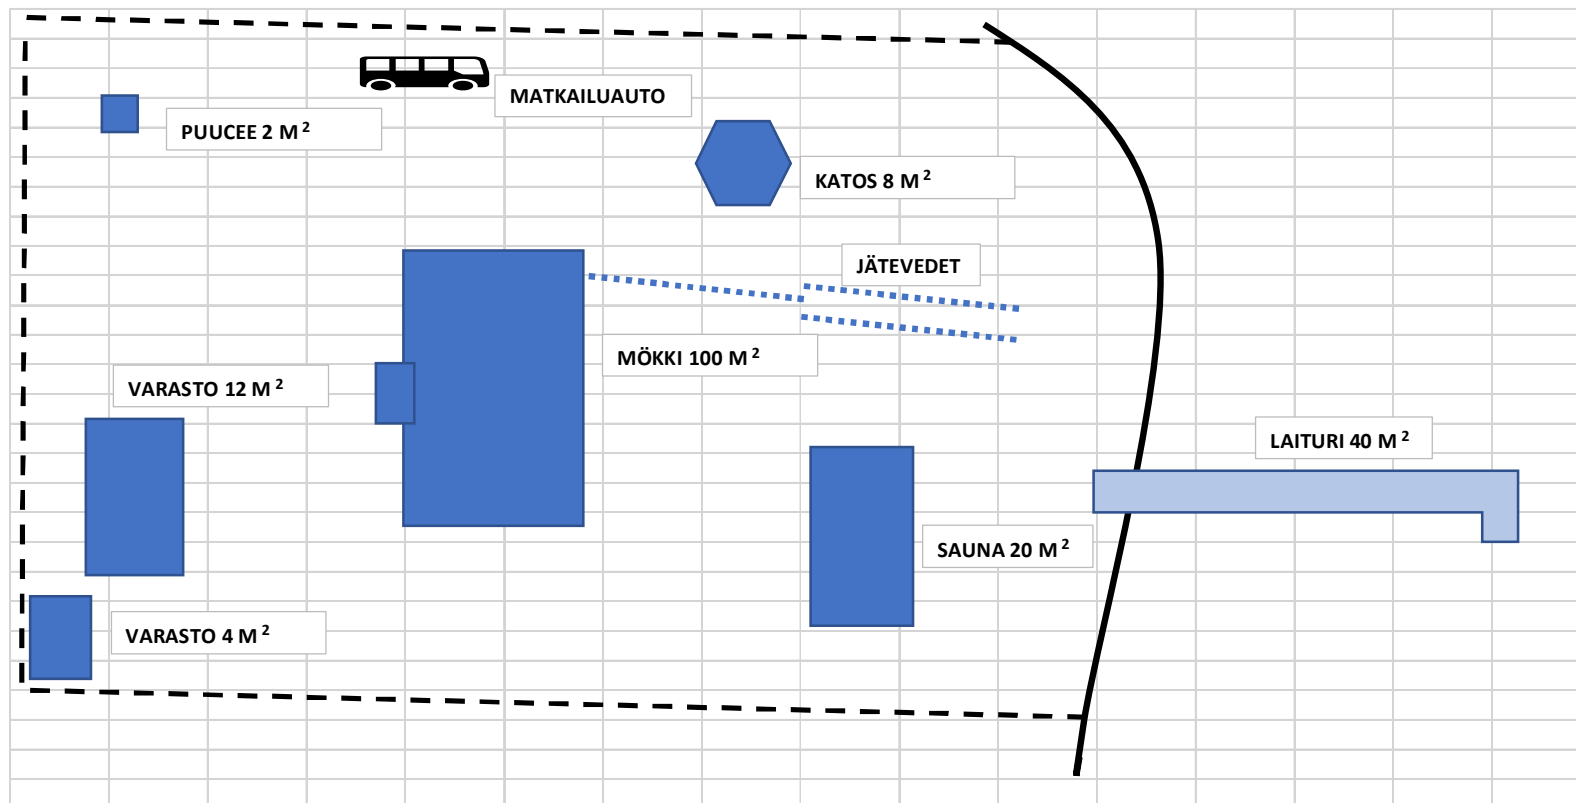 MATKAILUAUTO
PUUCEE 2 M²
KATOS 8 M²
JÄTEVEDET
MÖKKI 100 M²
VARASTO 12 M²
LAITURI 40 M²
SAUNA 20 M²
VARASTO 4 M²